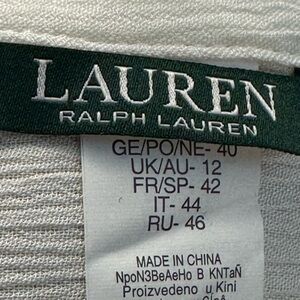 LAUREN
RALPH LAUREN
GE/PO/NE- 40
UK/AU- 12
FR/SP- 42
IT- 44
RU- 46
MADE IN CHINA
NpoN3BeAeHo B KNTaÑ
Proizvedeno u Kini